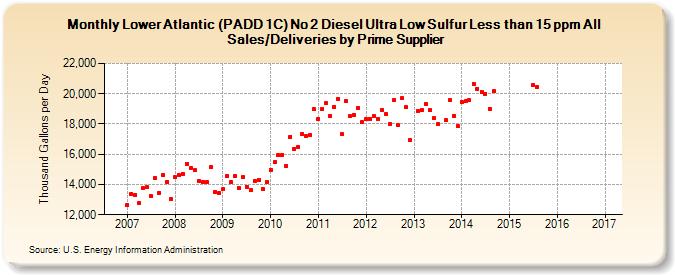 Monthly Lower Atlantic (PADD 1C) No 2 Diesel Ultra Low Sulfur Less than 15 ppm All
Sales/Deliveries by Prime Supplier
Thousand Gallons per Day
22,000
20,000
18,000
16,000
14,000
12,000
2007 2008 2009 2010 2011 2012 2013 2014 2015 2016 2017
Source: U.S. Energy Information Administration